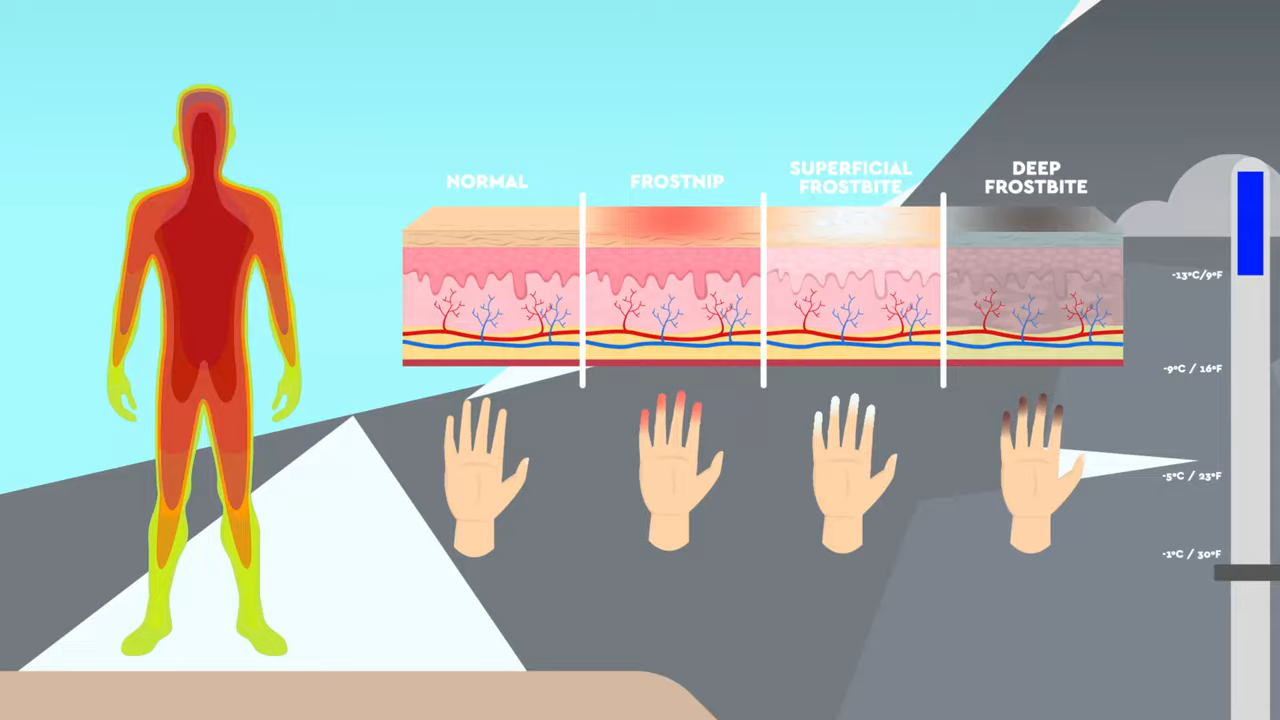 NORMAL
FROSTNIP
SUPERFICIAL
FROSTBITE
DEEP
FROSTBITE
-13°C/9°F
-9°C / 16°F
-5°C / 23°F
-1°C / 30°F